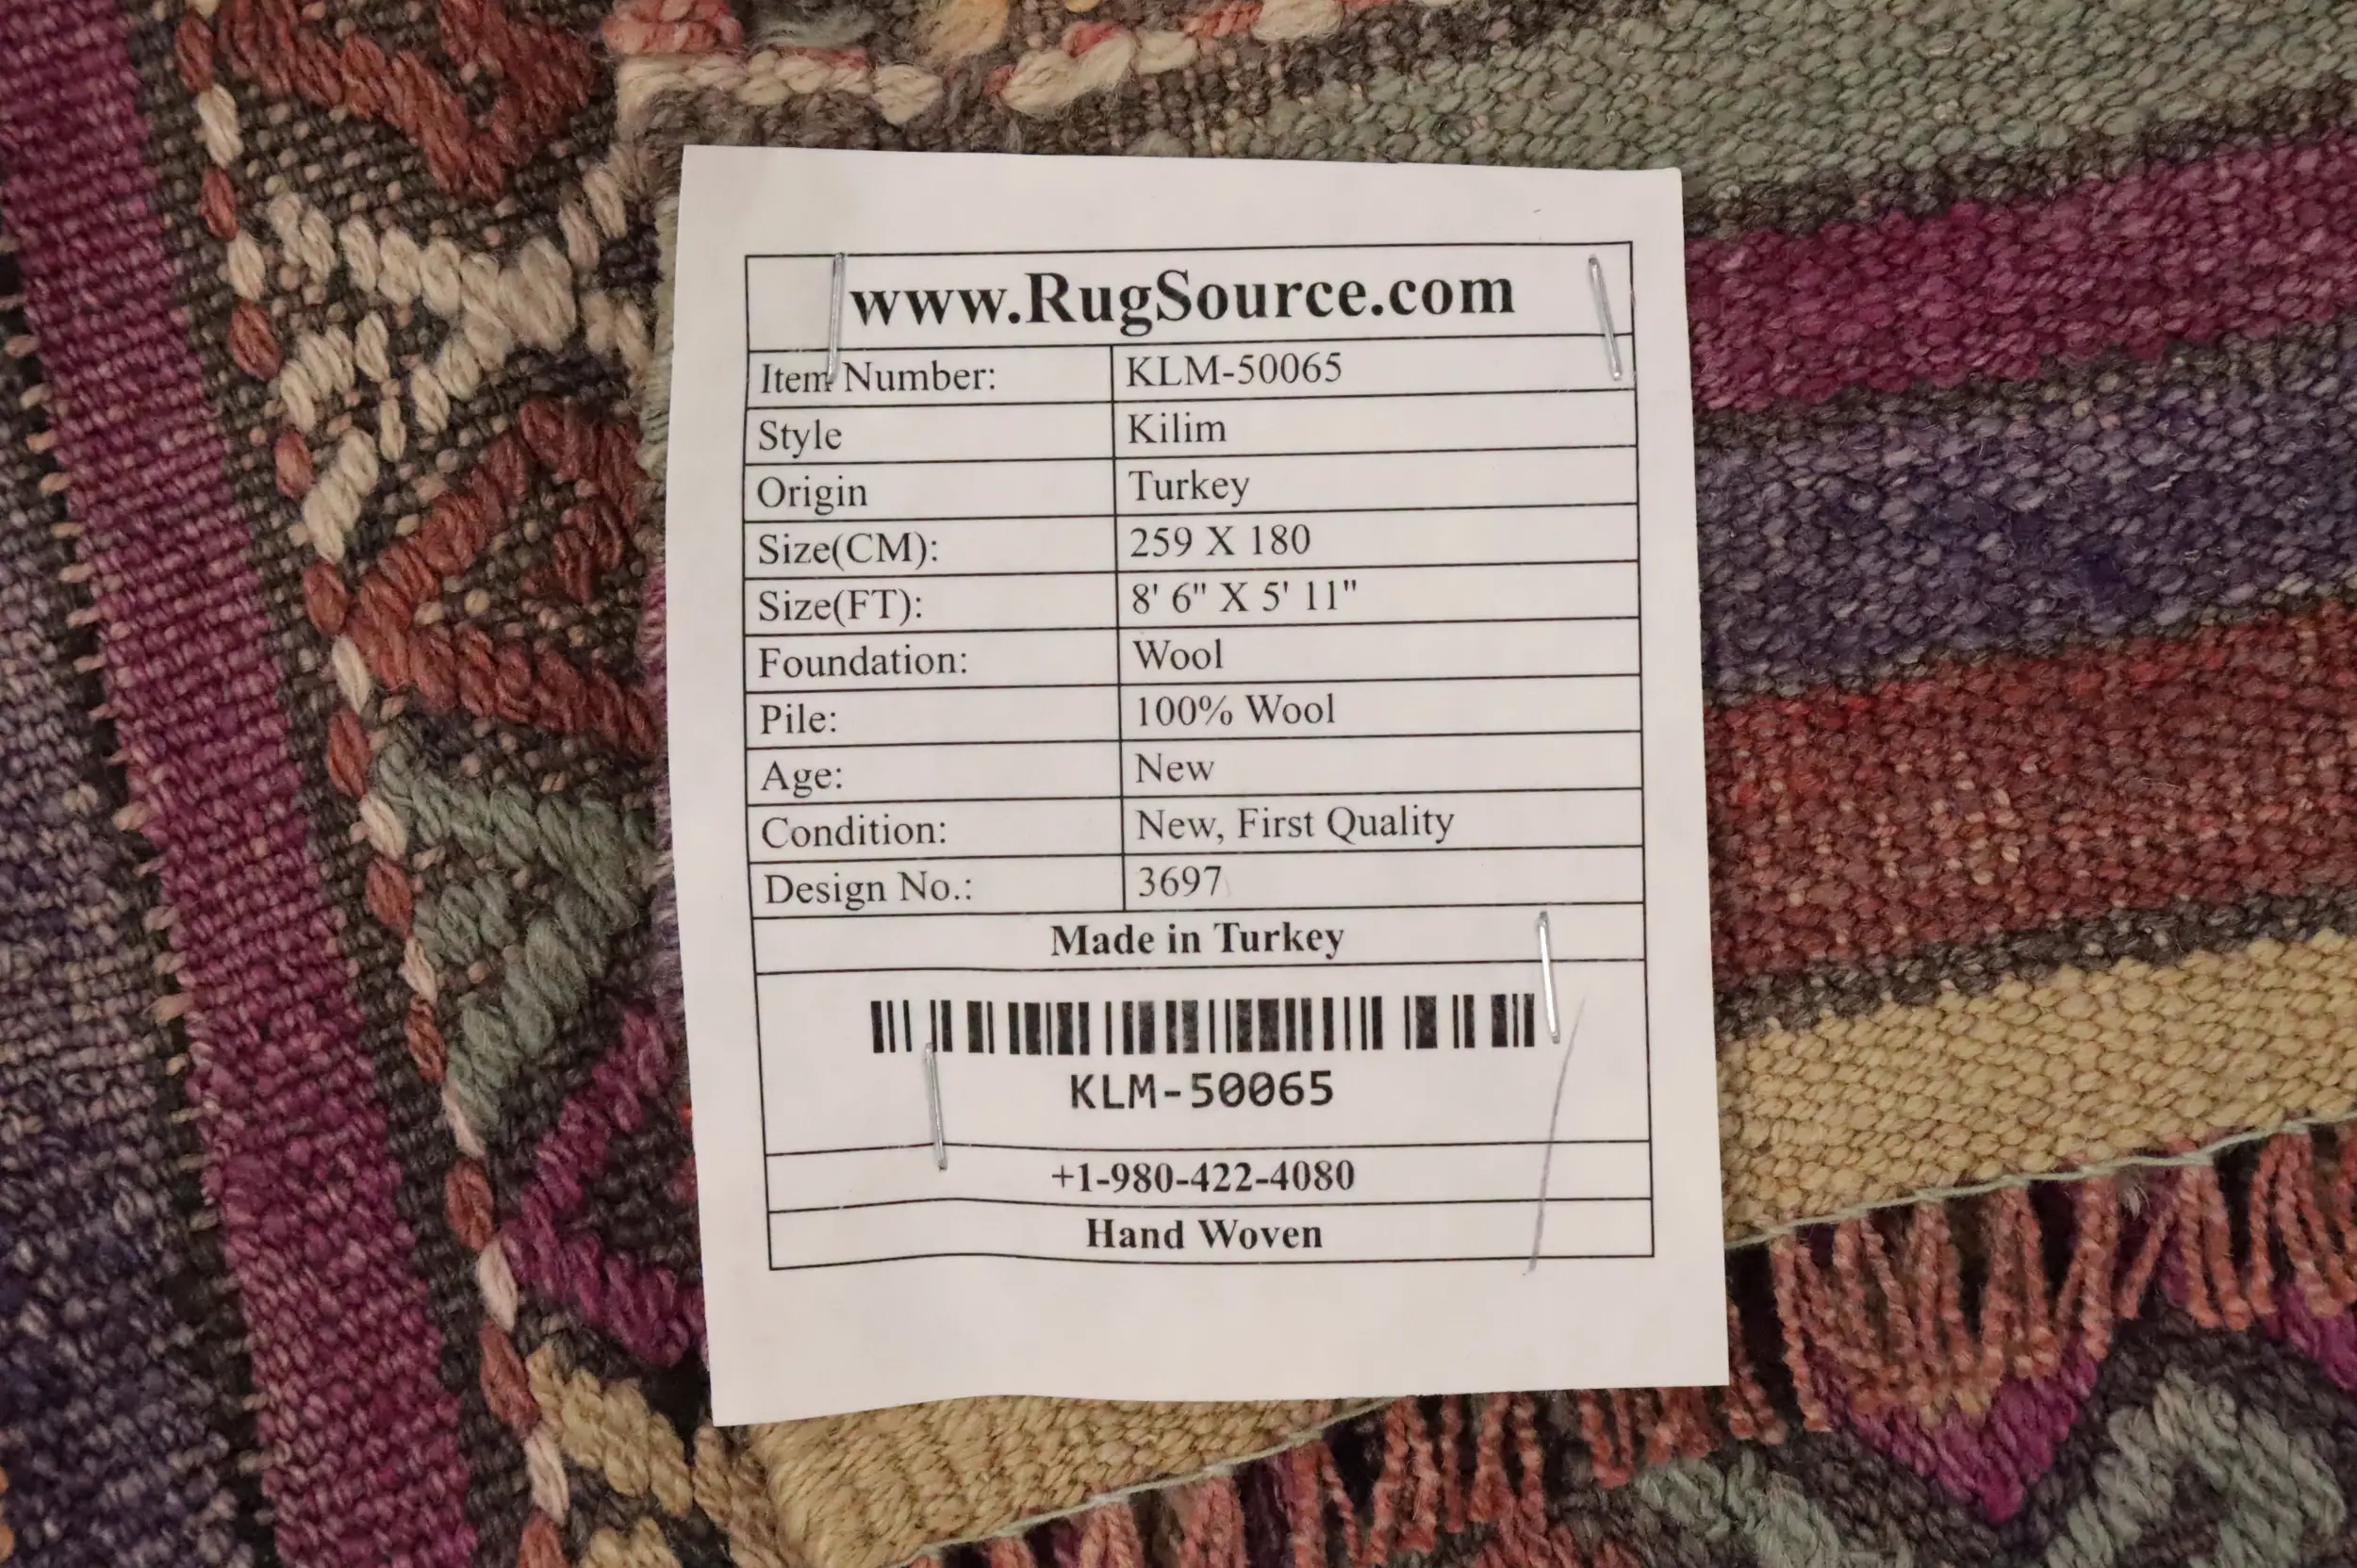 www.RugSource.com
Item Number: KLM-50065
Style Kilim
Origin Turkey
Size(CM): 259 X 180
Size(FT): 8' 6" X 5' 11"
Foundation: Wool
Pile: 100% Wool
Age: New
Condition: New, First Quality
Design No.: 3697
Made in Turkey
KLM-50065
+1-980-422-4080
Hand Woven